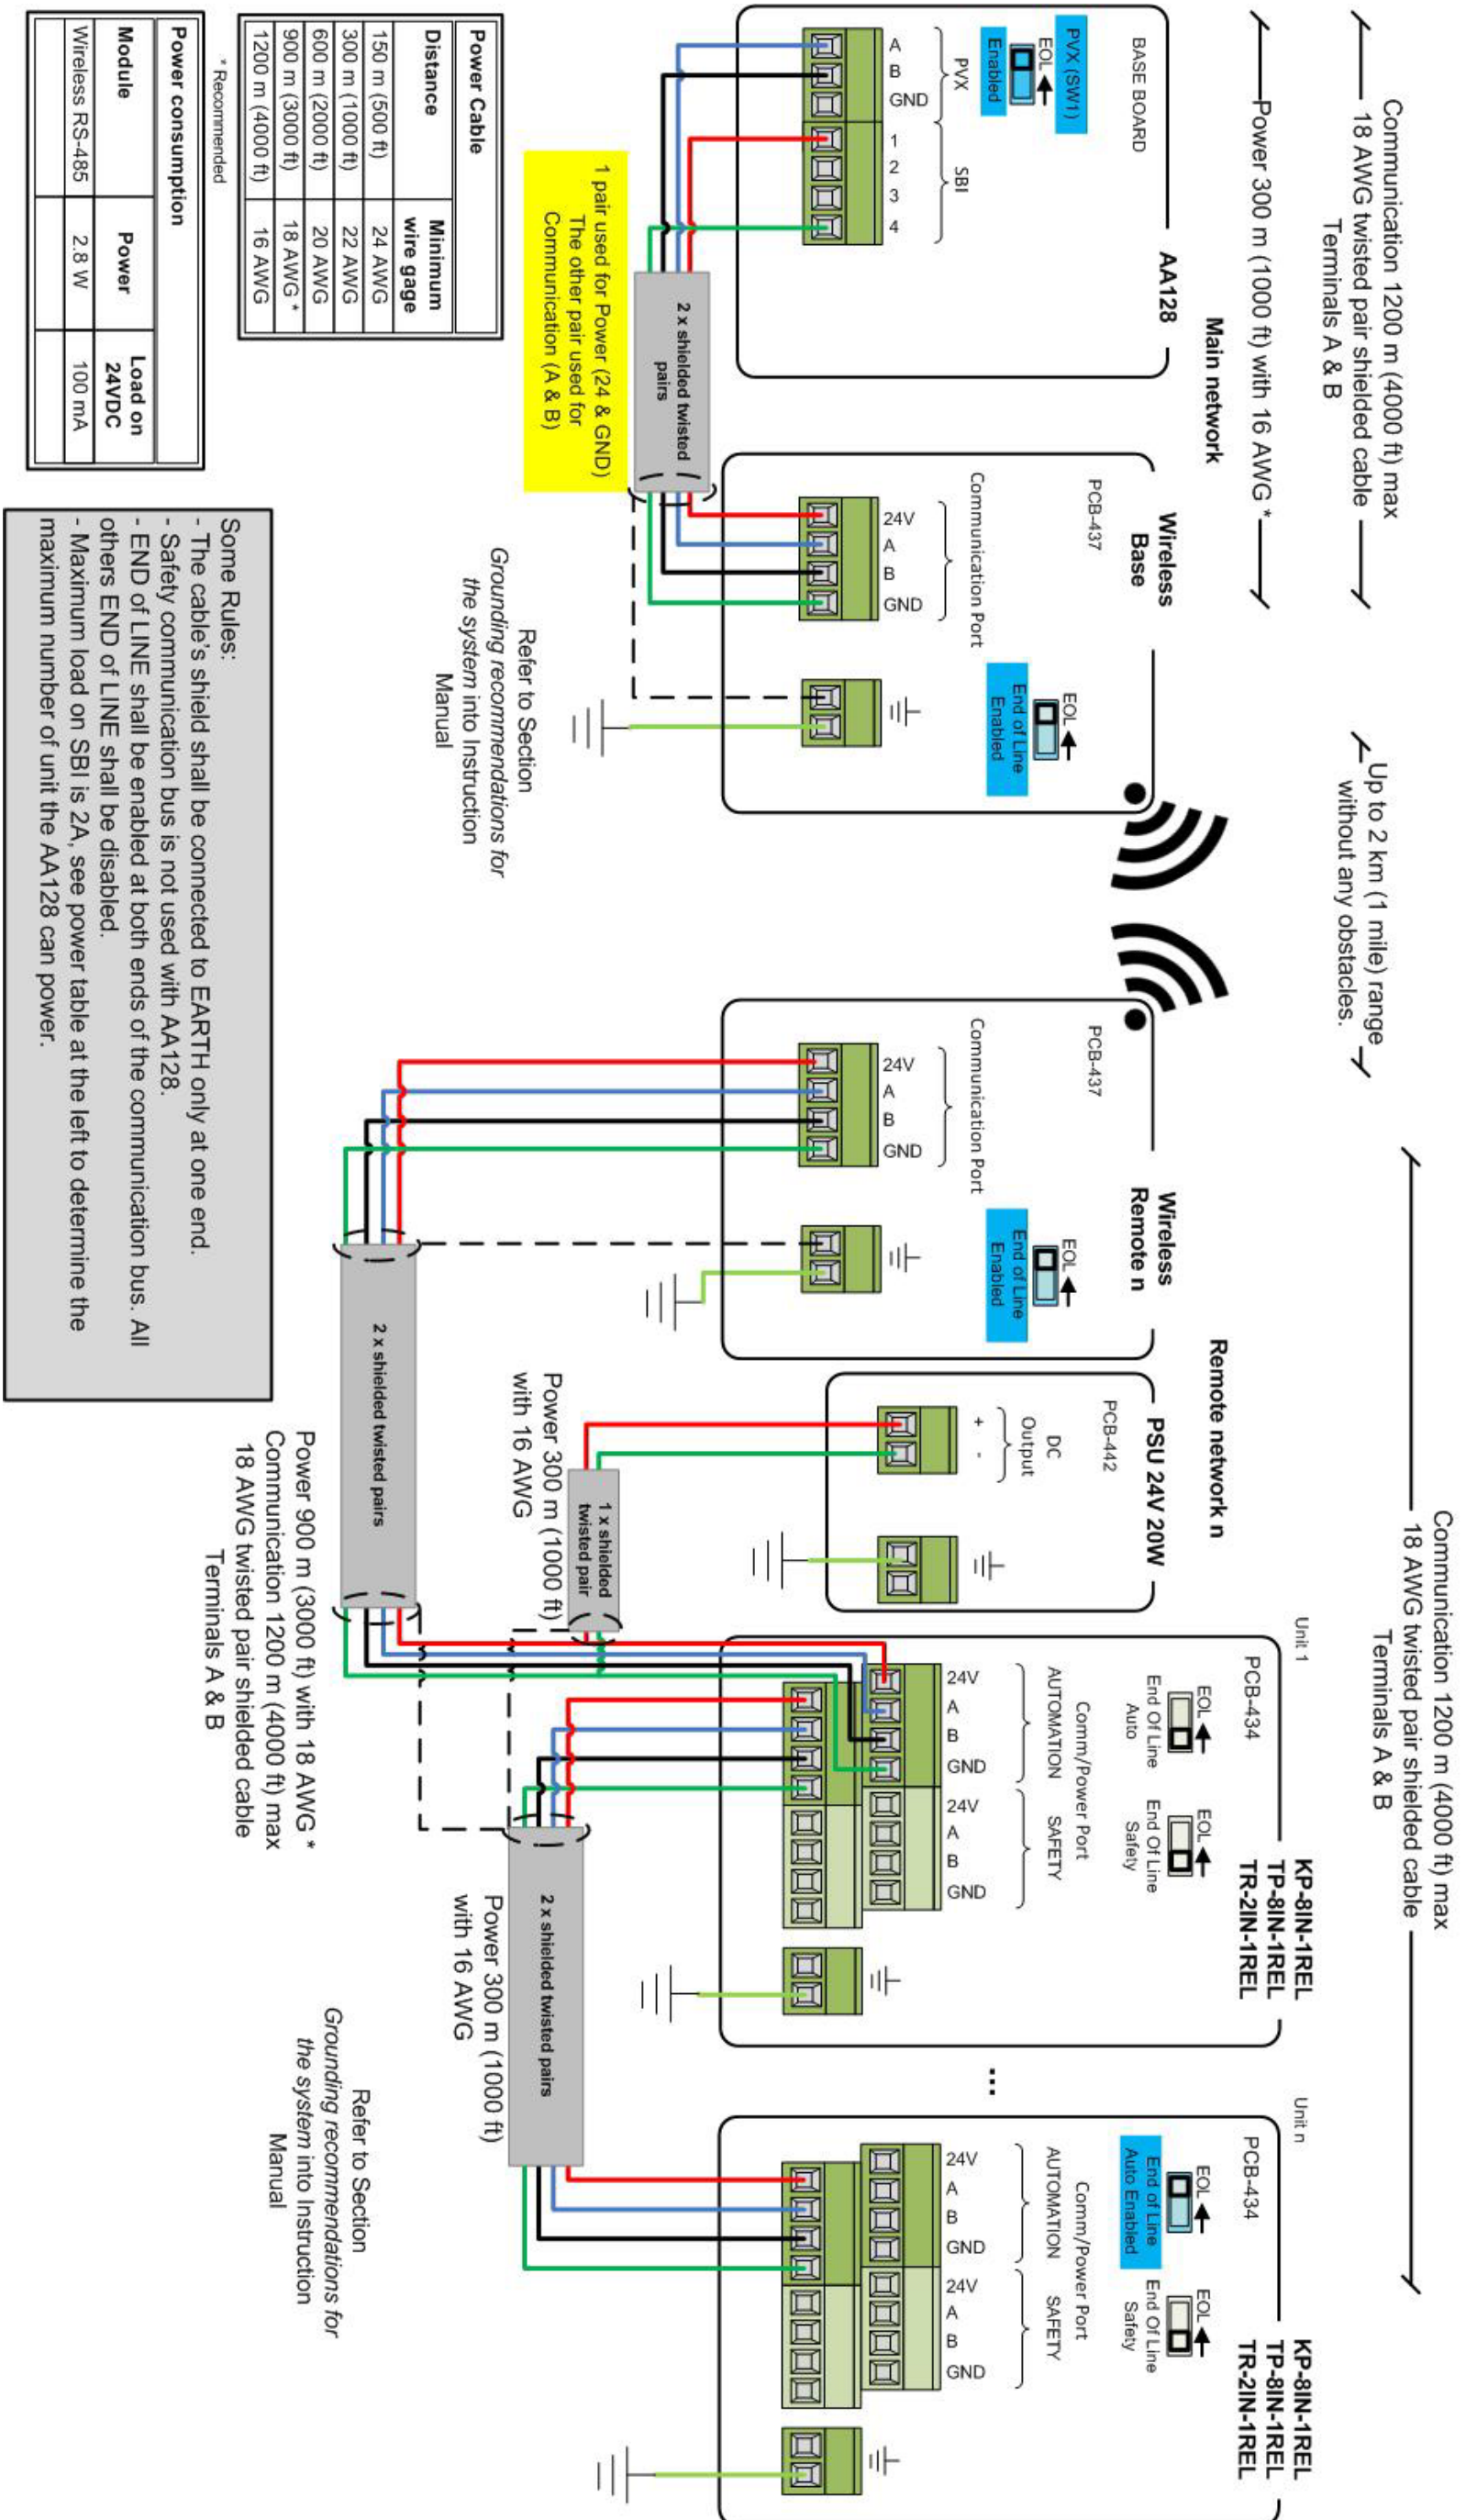 Communication 1200 m (4000 ft) max
18 AWG twisted pair shielded cable
Terminals A & B
Power 300 m (1000 ft) with 16 AWG *
Main network
Up to 2 km (1 mile) range
without any obstacles.
Communication 1200 m (4000 ft) max
18 AWG twisted pair shielded cable
Terminals A & B
Remote network n
AA128
BASE BOARD
PVX (SW1)
EOL
Enabled
PVX
SBI
A
B
GND
1
2
3
4
2 x shielded twisted
pairs
1 pair used for Power (24 & GND)
The other pair used for
Communication (A & B)
Wireless
Base
PCB-437
Communication Port
24V
A
B
GND
EOL
End of Line
Enabled
Refer to Section
Grounding recommendations for
the system into Instruction
Manual
Wireless
Remote n
PCB-437
Communication Port
24V
A
B
GND
EOL
End of Line
Enabled
2 x shielded twisted pairs
Power 900 m (3000 ft) with 18 AWG *
Communication 1200 m (4000 ft) max
18 AWG twisted pair shielded cable
Terminals A & B
PSU 24V 20W
PCB-442
DC
Output
+
-
1 x shielded
twisted pair
Power 300 m (1000 ft)
with 16 AWG
Unit 1
KP-8IN-1REL
TP-8IN-1REL
TR-2IN-1REL
PCB-434
EOL
End Of Line
Auto
EOL
End Of Line
Safety
Comm/Power Port
AUTOMATION
SAFETY
24V
A
B
GND
24V
A
B
GND
2 x shielded twisted pairs
Power 300 m (1000 ft)
with 16 AWG
...
Unit n
KP-8IN-1REL
TP-8IN-1REL
TR-2IN-1REL
PCB-434
EOL
End of Line
Auto Enabled
EOL
End Of Line
Safety
Comm/Power Port
AUTOMATION
SAFETY
24V
A
B
GND
24V
A
B
GND
Refer to Section
Grounding recommendations for
the system into Instruction
Manual
Power Cable
Distance
Minimum
wire gage
150 m (500 ft) 24 AWG
300 m (1000 ft) 22 AWG
600 m (2000 ft) 20 AWG
900 m (3000 ft) 18 AWG *
1200 m (4000 ft) 16 AWG
* Recommended
Power consumption
Module
Power
Load on
24VDC
Wireless RS-485 2.8 W 100 mA
Some Rules:
- The cable's shield shall be connected to EARTH only at one end.
- Safety communication bus is not used with AA128.
- END of LINE shall be enabled at both ends of the communication bus. All
others END of LINE shall be disabled.
- Maximum load on SBI is 2A, see power table at the left to determine the
maximum number of unit the AA128 can power.